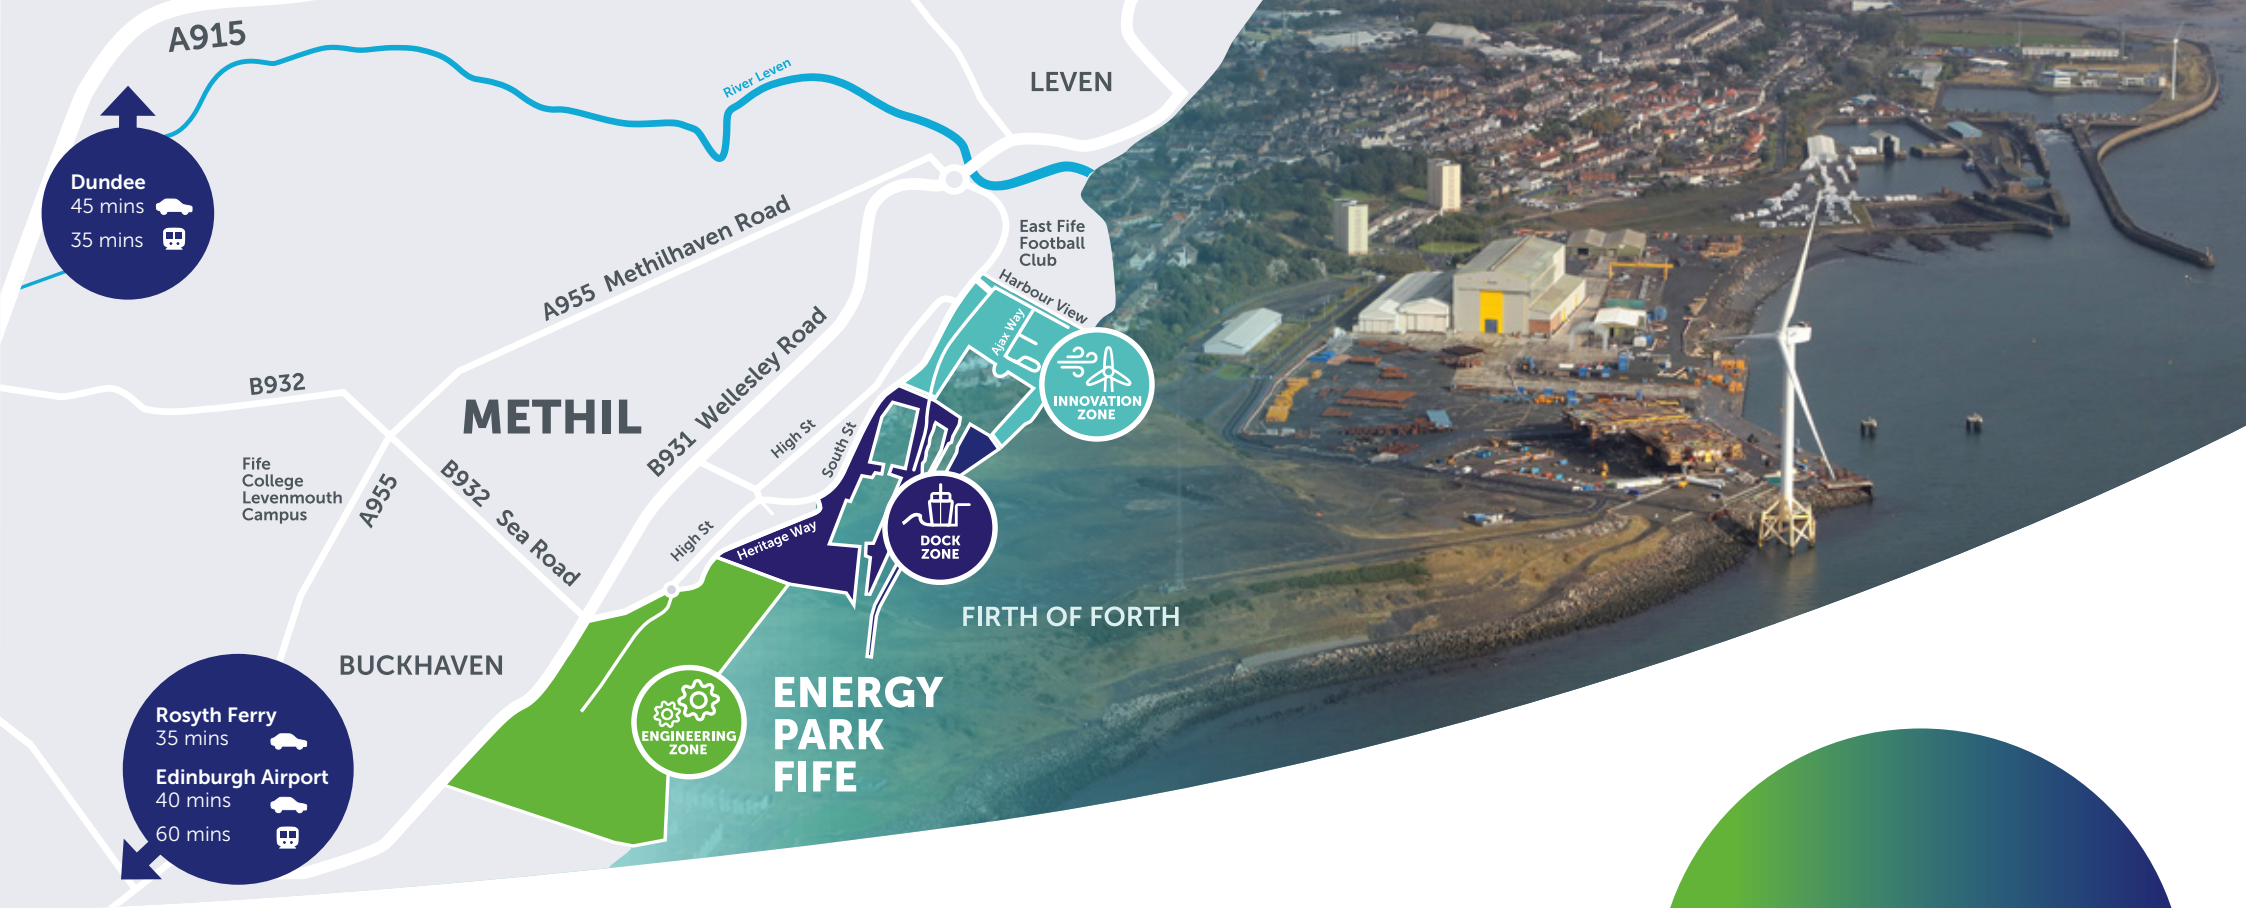 A915
River Leven
LEVEN
Dundee
45 mins
35 mins
A955 Methilhaven Road
East Fife
Football
Club
Harbour View
Ajax Way
INNOVATION
ZONE
B932
METHIL
B931 Wellesley Road
High St
South St
Fife
College
Levenmouth
Campus
A955
B932 Sea Road
High St
Heritage Way
DOCK
ZONE
FIRTH OF FORTH
BUCKHAVEN
ENGINEERING
ZONE
ENERGY
PARK
FIFE
Rosyth Ferry
35 mins
Edinburgh Airport
40 mins
60 mins